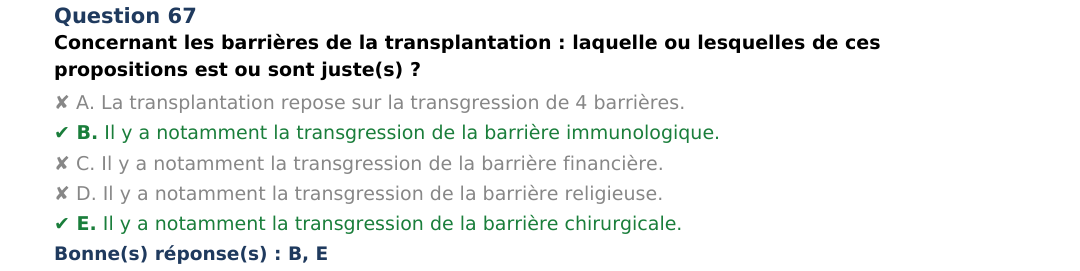 Question 67
Concernant les barrières de la transplantation : laquelle ou lesquelles de ces
propositions est ou sont juste(s) ?
✘ A. La transplantation repose sur la transgression de 4 barrières.
✔ B. Il y a notamment la transgression de la barrière immunologique.
✘ C. Il y a notamment la transgression de la barrière financière.
✘ D. Il y a notamment la transgression de la barrière religieuse.
✔ E. Il y a notamment la transgression de la barrière chirurgicale.
Bonne(s) réponse(s) : B, E